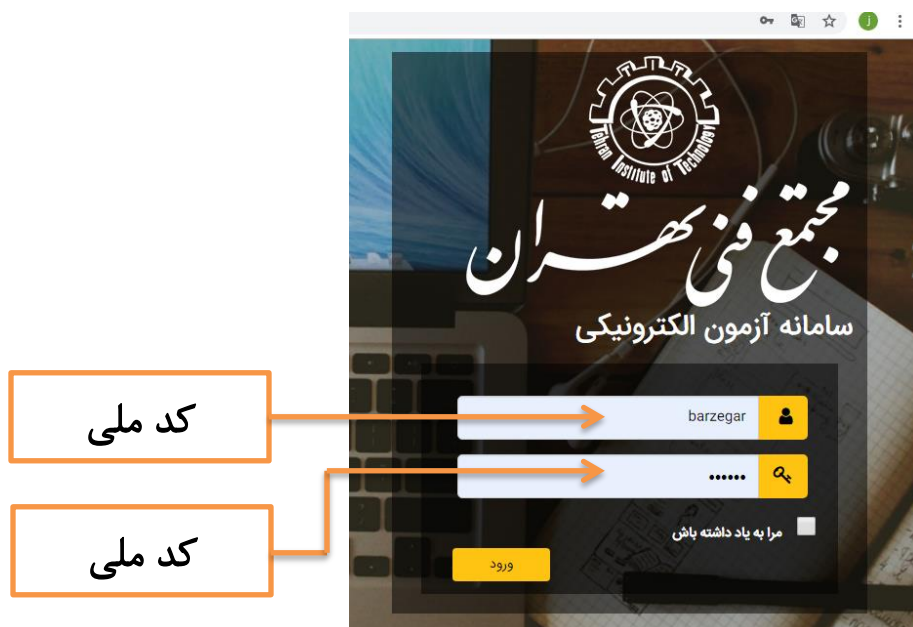 j
Tehran Institute of Technology
مجتمع فنی تهران
سامانه آزمون الکترونیکی
کد ملی
barzegar
کد ملی
••••••
مرا به یاد داشته باش
ورود